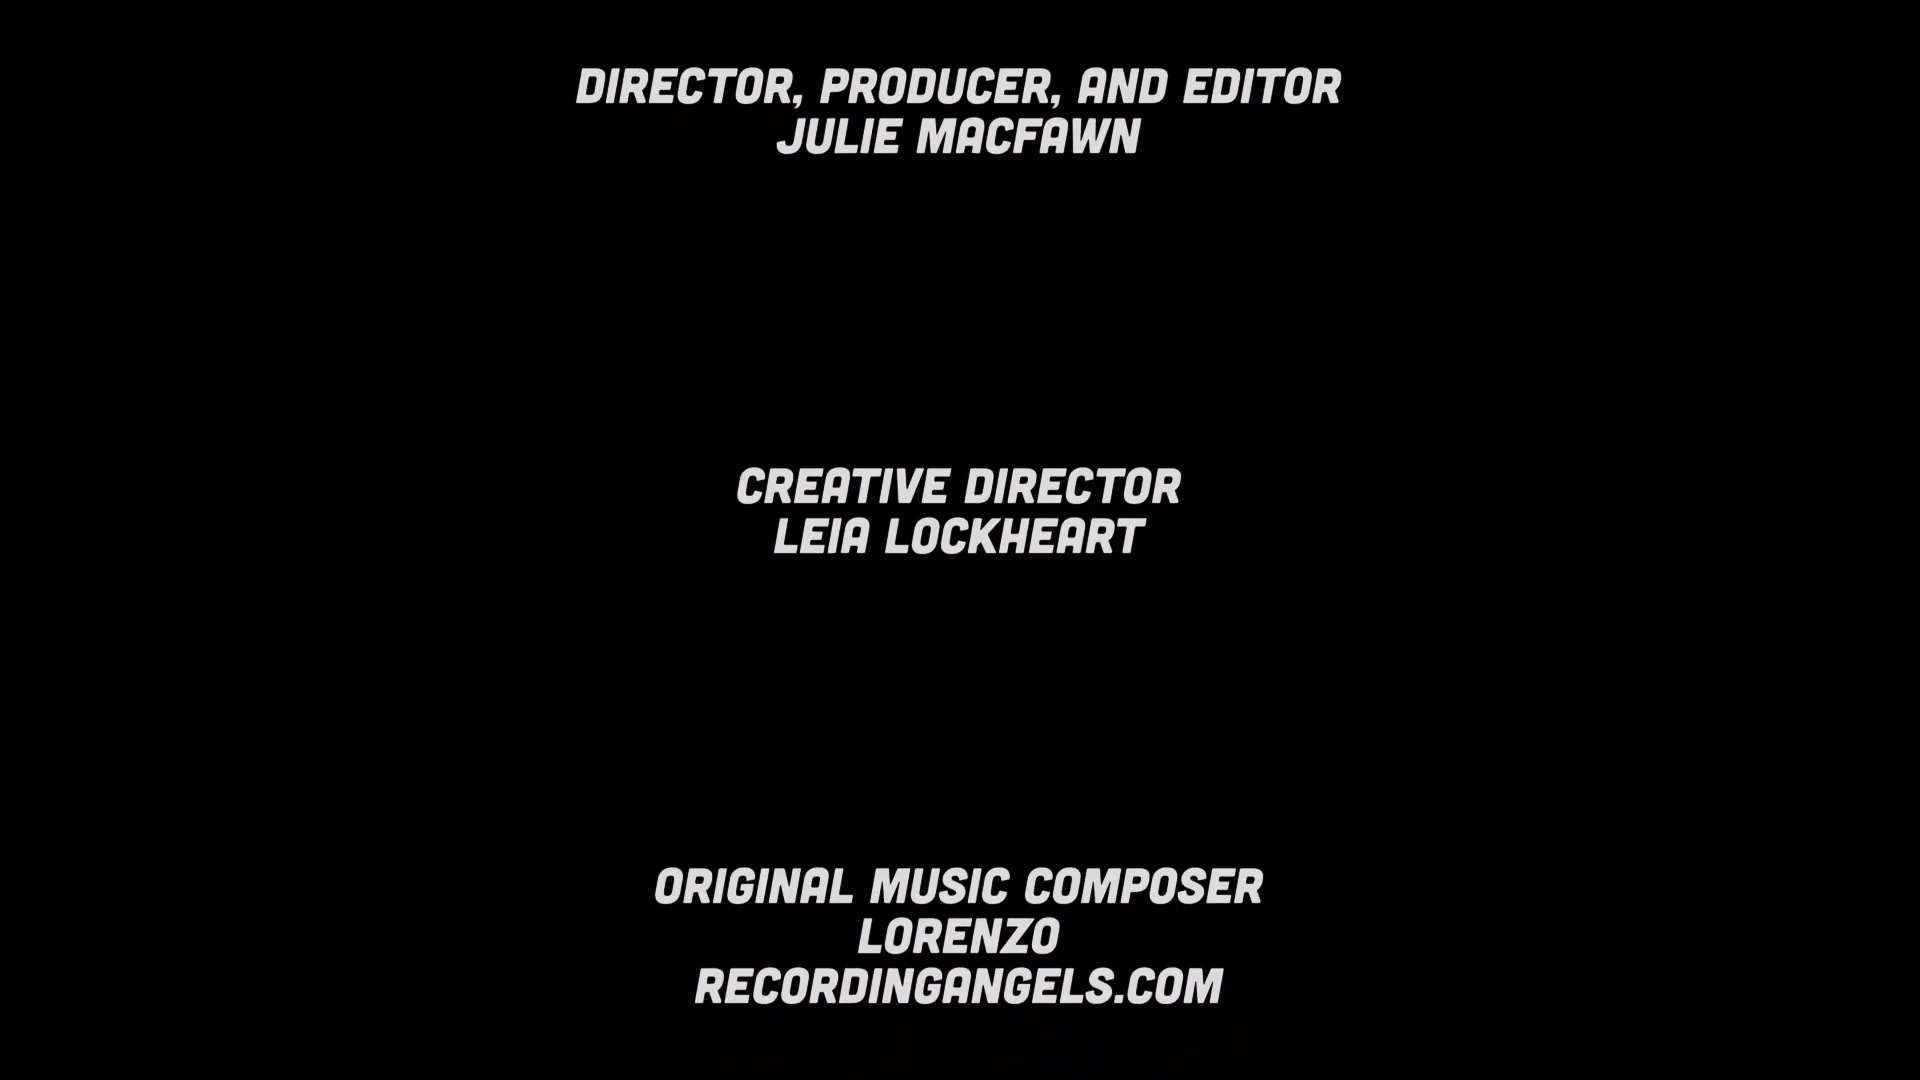 DIRECTOR, PRODUCER, AND EDITOR
JULIE MACFAWN
CREATIVE DIRECTOR
LEIA LOCKHEART
ORIGINAL MUSIC COMPOSER
LORENZO
RECORDINGANGELS.COM